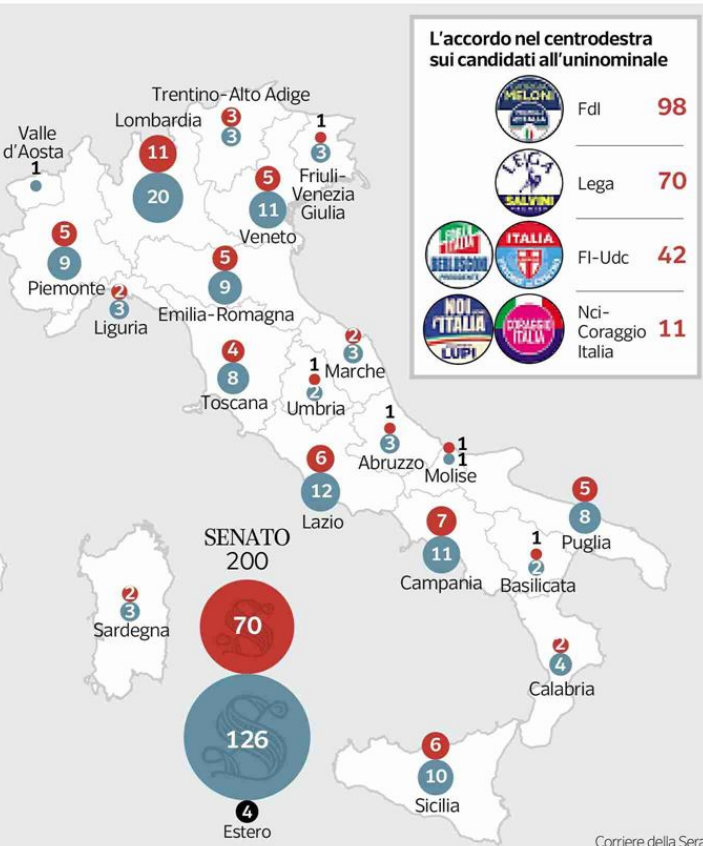 L'accordo nel centrodestra
sui candidati all'uninominale
MELONI
FdI
98
LEGA
SALVINI
PREMIER
Lega
70
FORZA
ITALIA
BERLUSCONI
PRESIDENTE
ITALIA
UNIONE DI CENTRO
FI-Udc
42
NOI
L'ITALIA
LUPI
CORAGGIO
ITALIA
Nci-
Coraggio
Italia
11
Trentino-Alto Adige
3
3
Lombardia
11
20
Valle
d'Aosta
1
1
3
Friuli-
Venezia
Giulia
5
11
Veneto
5
9
Piemonte
2
3
Liguria
5
9
Emilia-Romagna
4
8
Toscana
2
3
Marche
1
2
Umbria
1
3
Abruzzo
1
1
Molise
6
12
Lazio
7
11
Campania
5
8
Puglia
1
2
Basilicata
2
3
Sardegna
2
4
Calabria
6
10
Sicilia
SENATO
200
70
126
4
Estero
Corriere della Sera